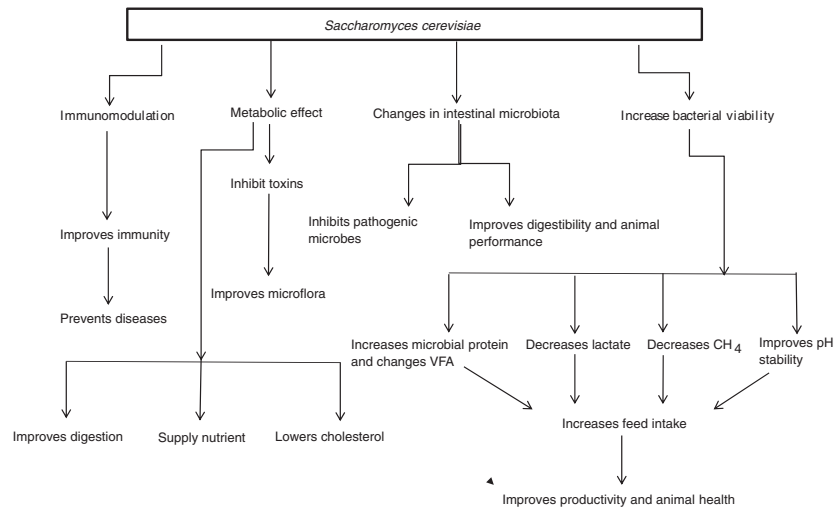 Saccharomyces cerevisiae
Immunomodulation
Metabolic effect
Changes in intestinal microbiota
Increase bacterial viability
Inhibit toxins
Inhibits pathogenic
microbes
Improves digestibility and animal
performance
Improves immunity
Improves microflora
Prevents diseases
Increases microbial protein
and changes VFA
Decreases lactate
Decreases CH4
Improves pH
stability
Improves digestion
Supply nutrient
Lowers cholesterol
Increases feed intake
Improves productivity and animal health